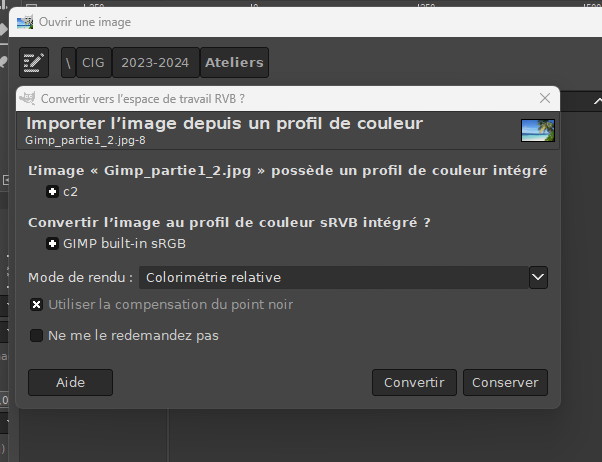 Ouvrir une image
\ CIG 2023-2024 Ateliers
Convertir vers l'espace de travail RVB ?
Importer l’image depuis un profil de couleur
Gimp_partie1_2.jpg-8
L’image « Gimp_partie1_2.jpg » possède un profil de couleur intégré
c2
Convertir l’image au profil de couleur sRVB intégré ?
GIMP built-in sRGB
Mode de rendu : Colorimétrie relative
Utiliser la compensation du point noir
Ne me le redemandez pas
Aide Convertir Conserver